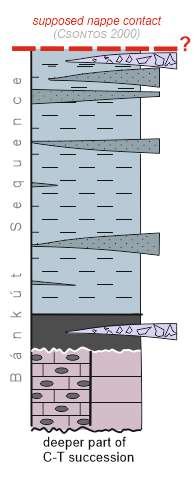 supposed nappe contact
(CSONTOS 2000)
?
Bánkút Sequence
deeper part of
C-T succession